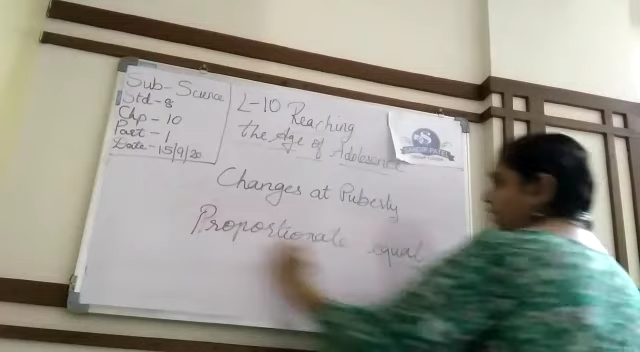 Sub- Science
Std - 8
Chp - 10
Part - 1
Date - 15/9/20
L-10 Reaching
the Age of Adolesence
Changes at Puberty
Proportionate equal